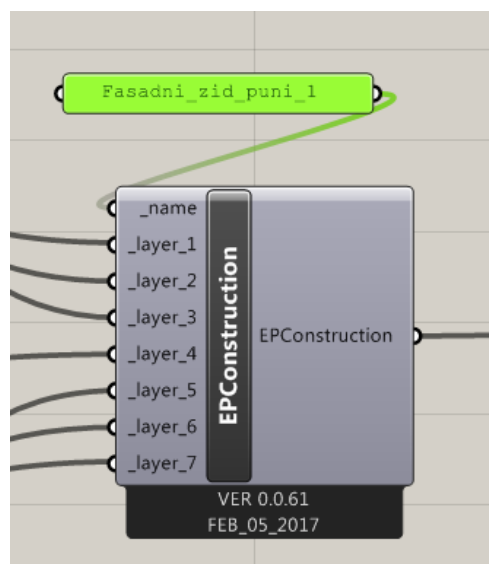 Fasadni_zid_puni_1
_name
_layer_1
_layer_2
_layer_3
_layer_4
_layer_5
_layer_6
_layer_7
EPConstruction
EPConstruction
VER 0.0.61
FEB_05_2017